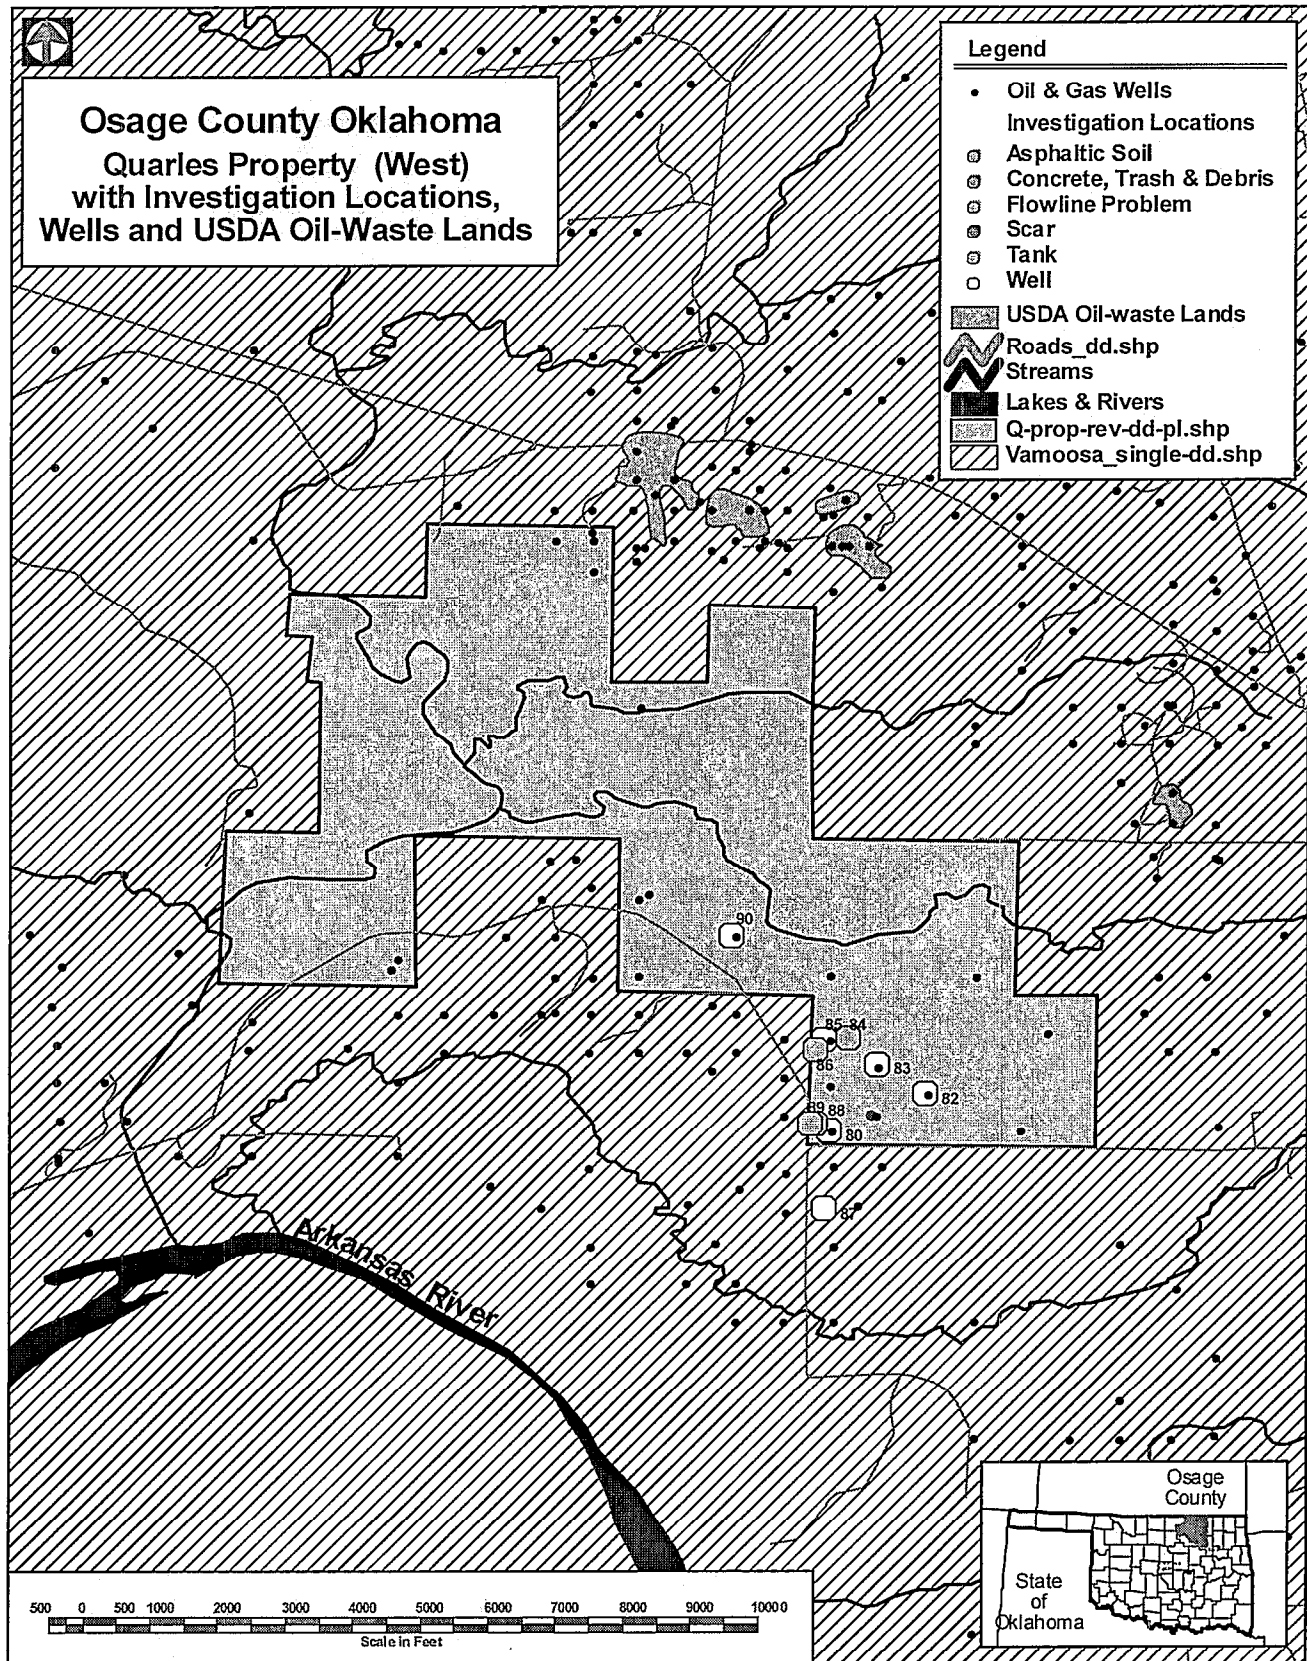 Osage County Oklahoma
Quarles Property (West)
with Investigation Locations,
Wells and USDA Oil-Waste Lands
Legend
Oil & Gas Wells
Investigation Locations
Asphaltic Soil
Concrete, Trash & Debris
Flowline Problem
Scar
Tank
Well
USDA Oil-waste Lands
Roads_dd.shp
Streams
Lakes & Rivers
Q-prop-rev-dd-pl.shp
Vamoosa_single-dd.shp
90
85 84
86
83
82
89 88
80
87
Arkansas River
500 0 500 1000 2000 3000 4000 5000 6000 7000 8000 9000 10000
Scale in Feet
Osage
County
State
of
Oklahoma